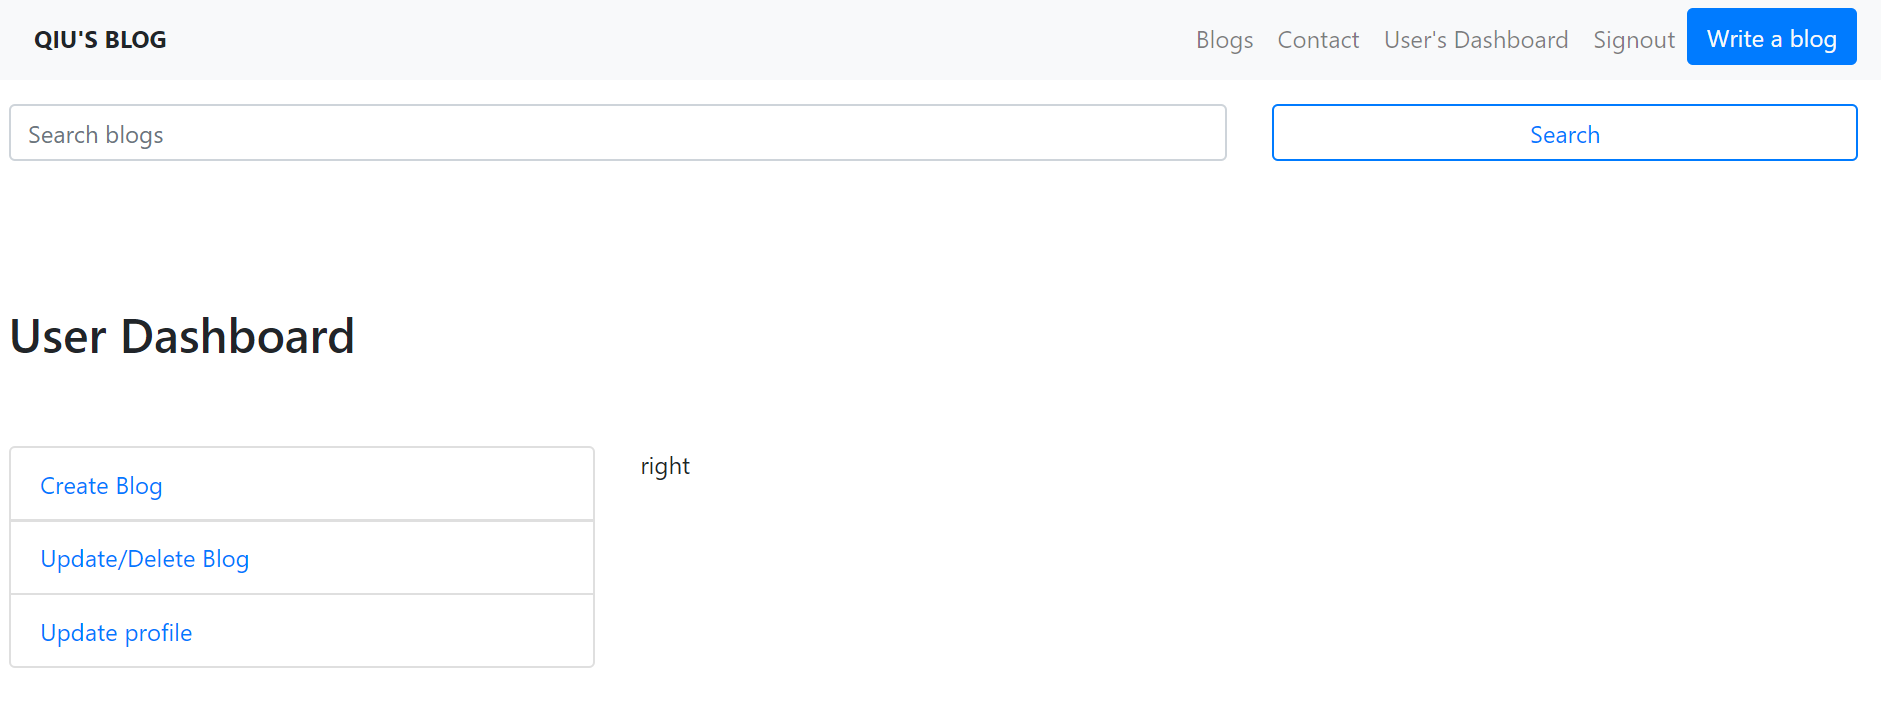 QIU'S BLOG Blogs Contact User's Dashboard Signout Write a blog
Search blogs Search
User Dashboard
Create Blog right
Update/Delete Blog
Update profile